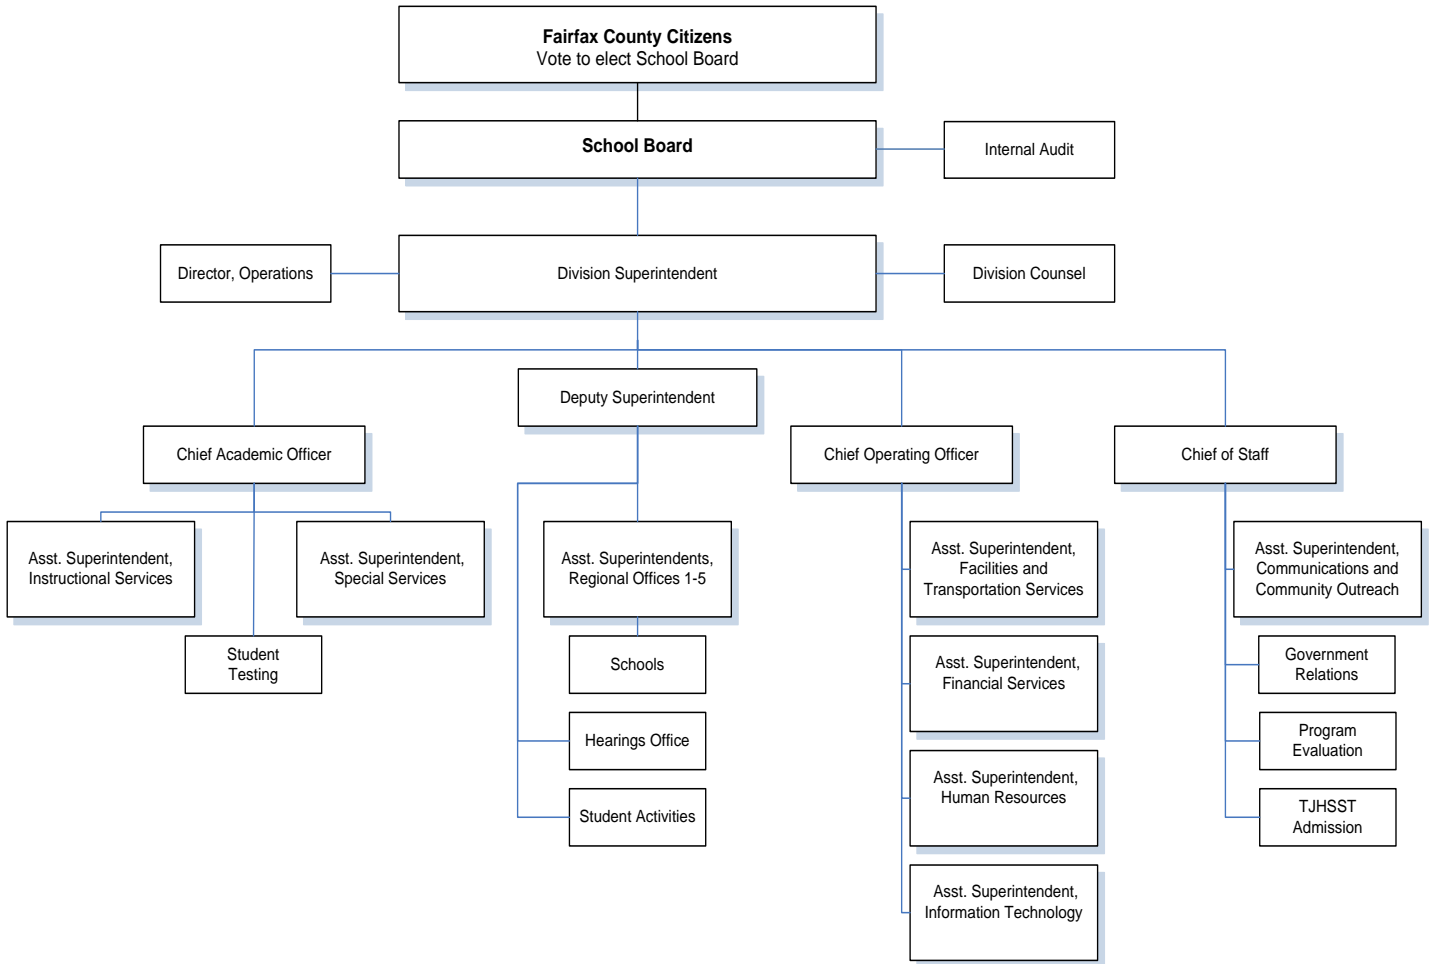 Fairfax County Citizens
Vote to elect School Board
School Board
Internal Audit
Director, Operations
Division Superintendent
Division Counsel
Deputy Superintendent
Chief Academic Officer
Chief Operating Officer
Chief of Staff
Asst. Superintendent,
Instructional Services
Asst. Superintendent,
Special Services
Student
Testing
Asst. Superintendents,
Regional Offices 1-5
Schools
Hearings Office
Student Activities
Asst. Superintendent,
Facilities and
Transportation Services
Asst. Superintendent,
Financial Services
Asst. Superintendent,
Human Resources
Asst. Superintendent,
Information Technology
Asst. Superintendent,
Communications and
Community Outreach
Government
Relations
Program
Evaluation
TJHSST
Admission